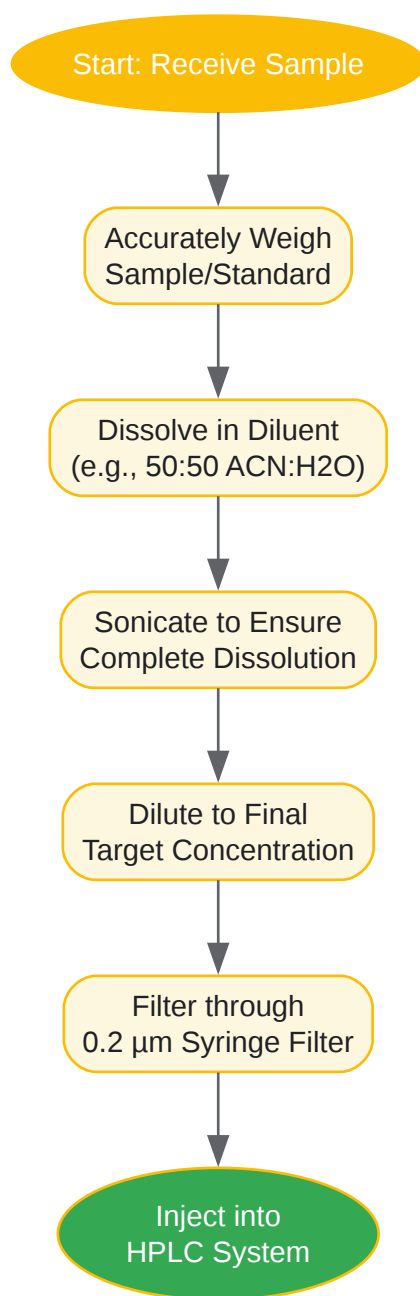 Start: Receive Sample
Accurately Weigh
Sample/Standard
Dissolve in Diluent
(e.g., 50:50 ACN:H2O)
Sonicate to Ensure
Complete Dissolution
Dilute to Final
Target Concentration
Filter through
0.2 µm Syringe Filter
Inject into
HPLC System